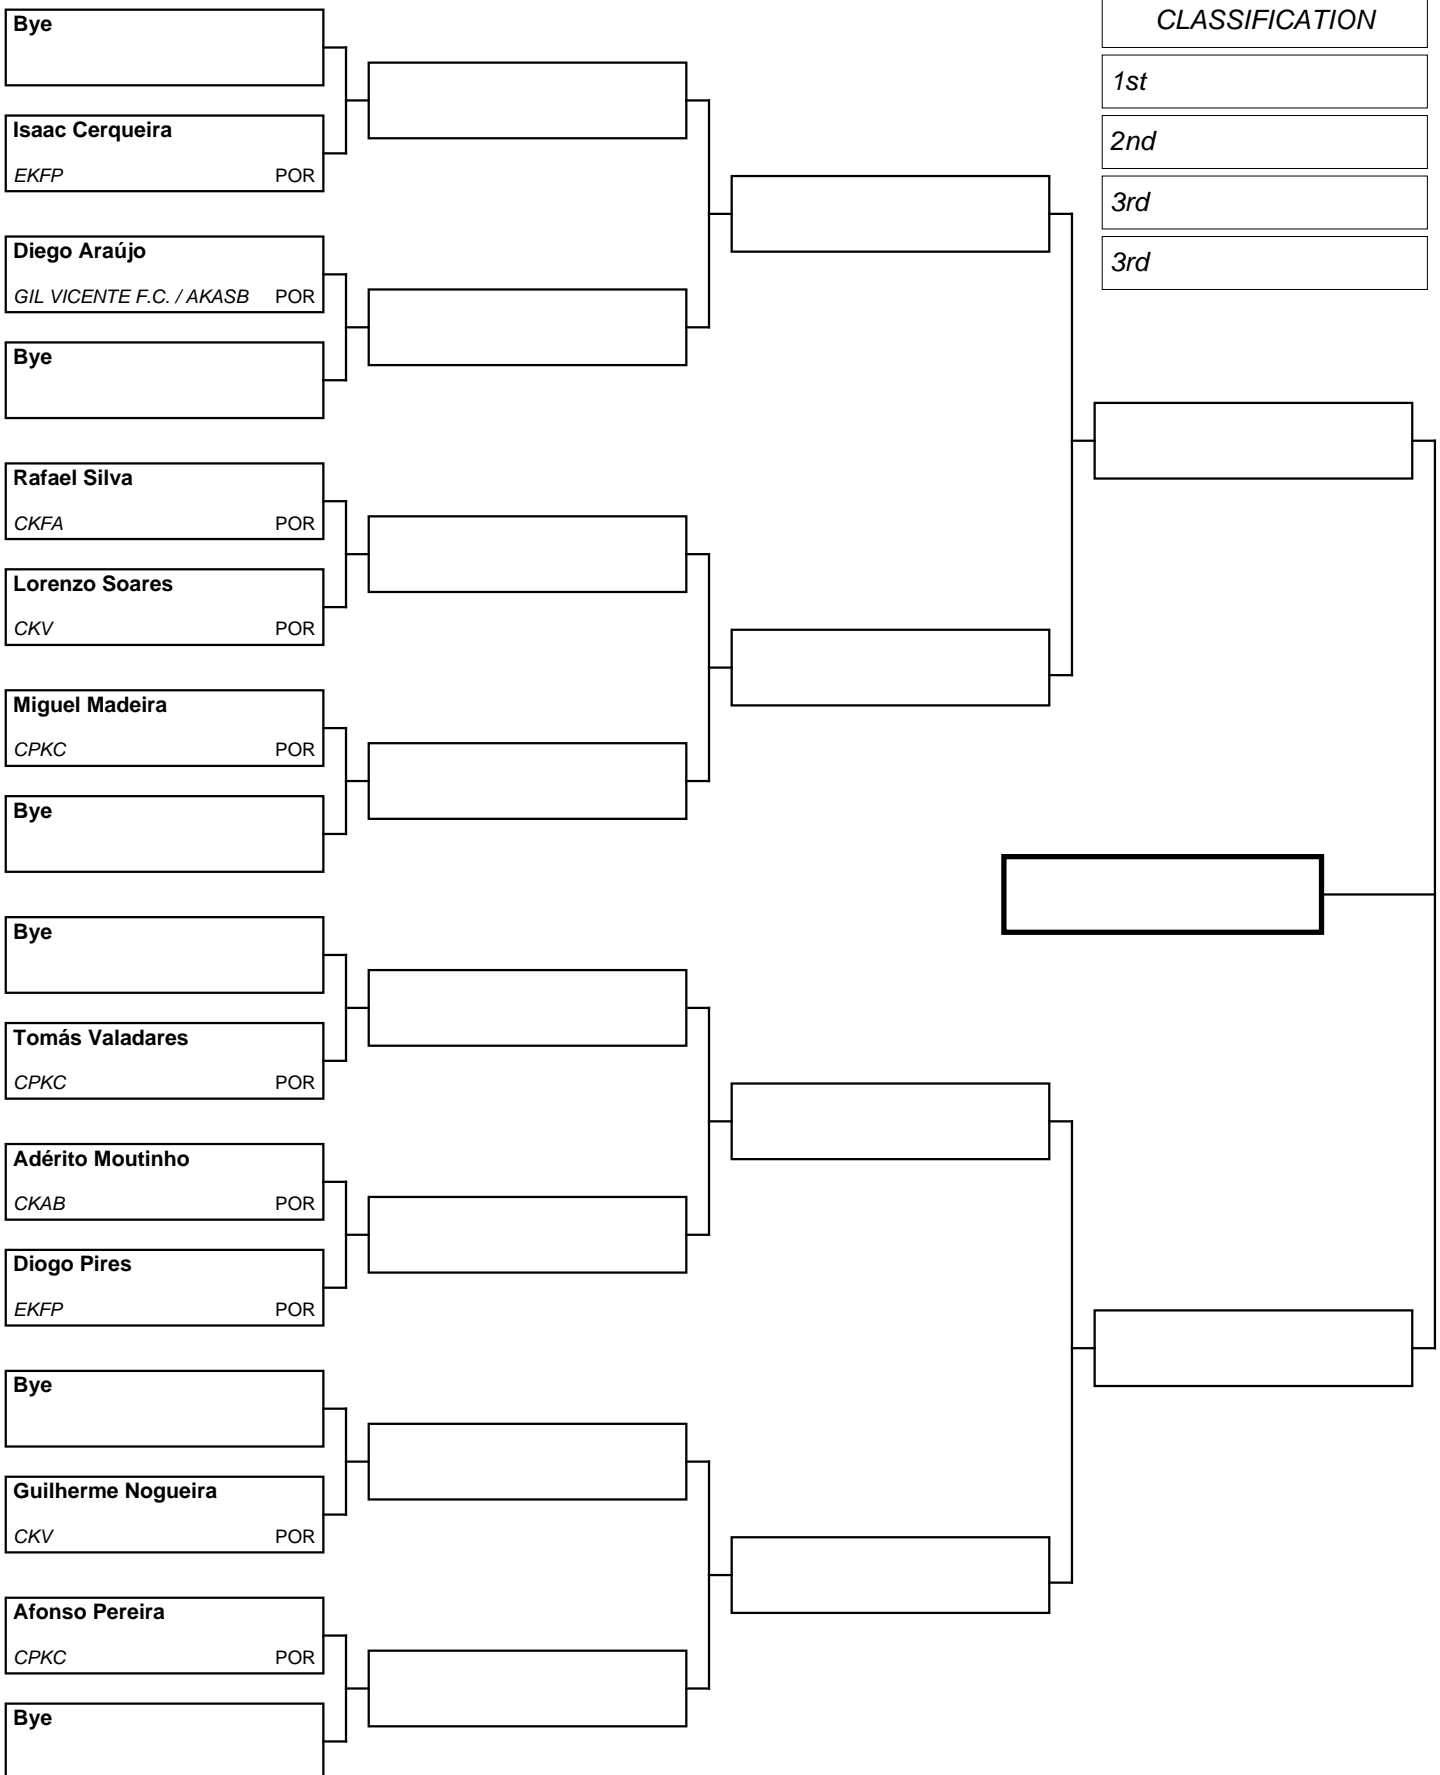 CLASSIFICATION
1st
2nd
3rd
3rd
Bye
Isaac Cerqueira
EKFP POR
Diego Araújo
GIL VICENTE F.C. / AKASB POR
Bye
Rafael Silva
CKFA POR
Lorenzo Soares
CKV POR
Miguel Madeira
CPKC POR
Bye
Bye
Tomás Valadares
CPKC POR
Adérito Moutinho
CKAB POR
Diogo Pires
EKFP POR
Bye
Guilherme Nogueira
CKV POR
Afonso Pereira
CPKC POR
Bye